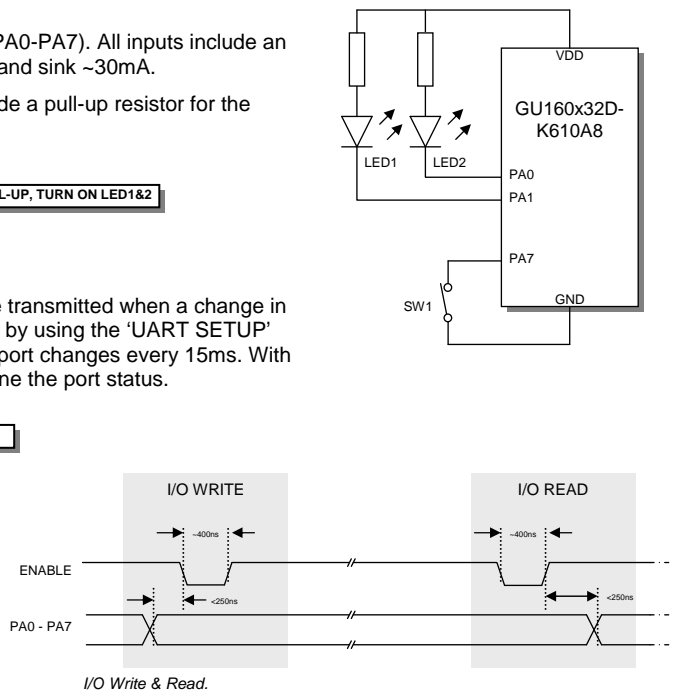 PA0-PA7). All inputs include an
and sink ~30mA.
de a pull-up resistor for the
L-UP, TURN ON LED1&2
transmitted when a change in
by using the ‘UART SETUP’
port changes every 15ms. With
ne the port status.
VDD
GU160x32D-
K610A8
LED1
LED2
PA0
PA1
PA7
SW1
GND
I/O WRITE
I/O READ
~400ns
~400ns
ENABLE
<250ns
<250ns
PA0 - PA7
I/O Write & Read.